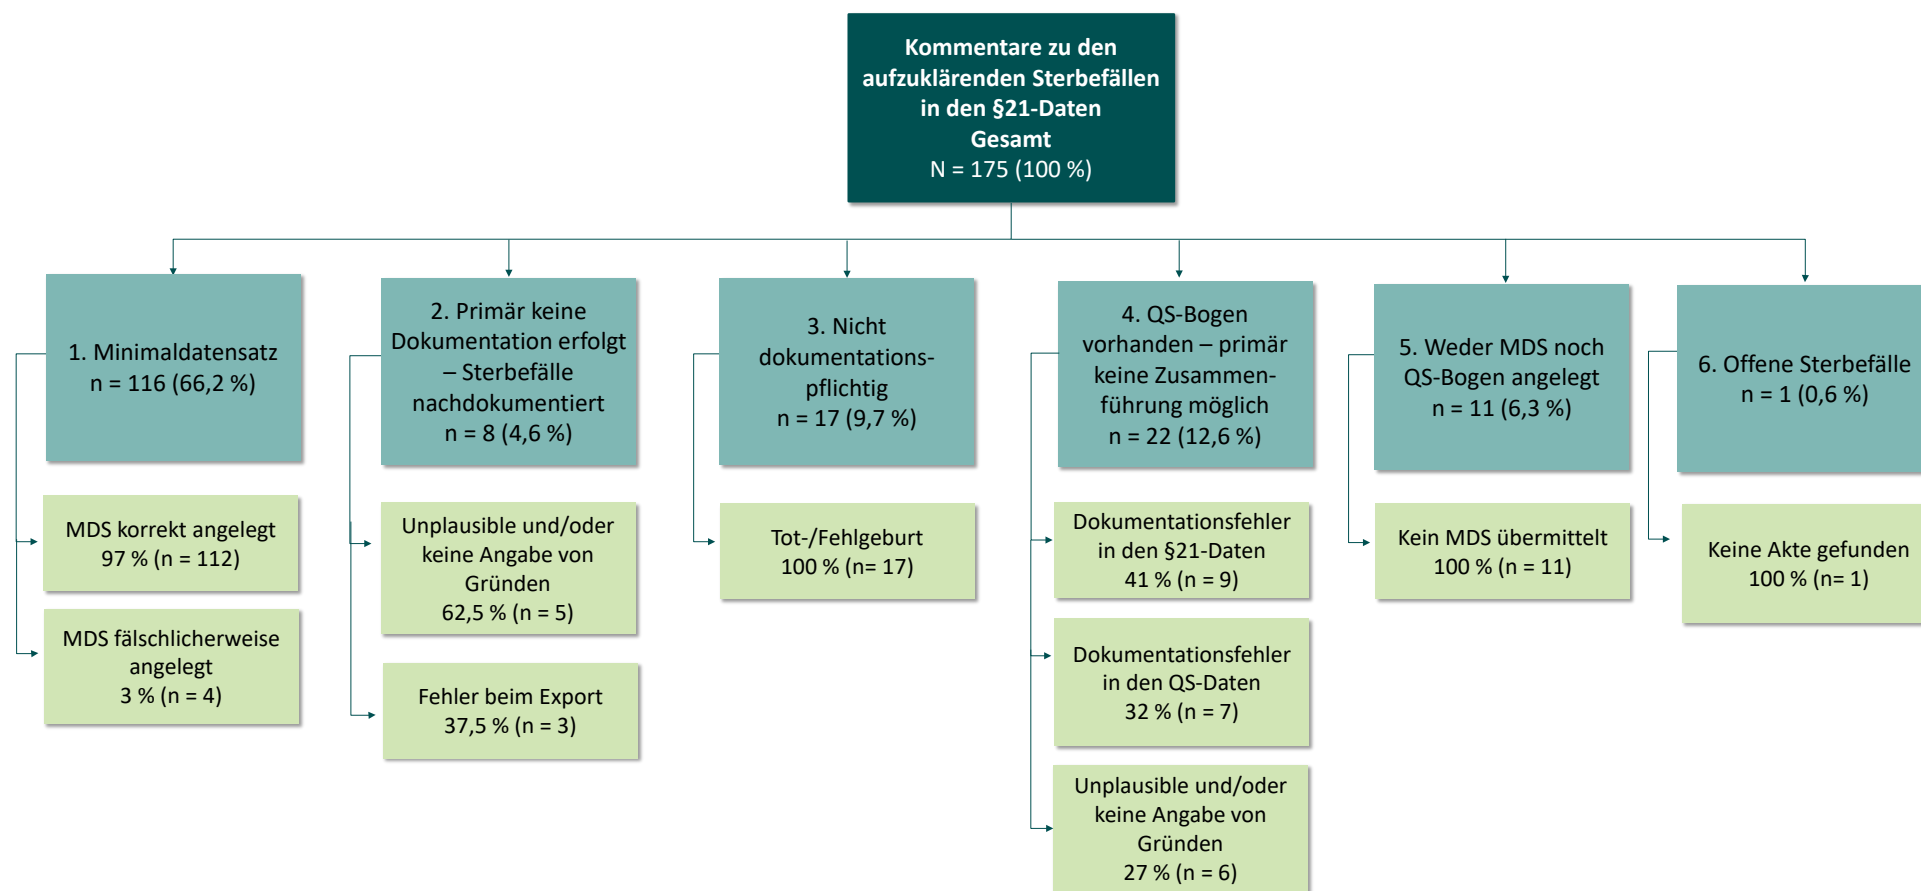 Kommentare zu den
aufzuklärenden Sterbefällen
in den §21-Daten
Gesamt
N = 175 (100 %)
1. Minimaldatensatz
n = 116 (66,2 %)
MDS korrekt angelegt
97 % (n = 112)
MDS fälschlicherweise
angelegt
3 % (n = 4)
2. Primär keine
Dokumentation erfolgt
– Sterbefälle
nachdokumentiert
n = 8 (4,6 %)
Unplausible und/oder
keine Angabe von
Gründen
62,5 % (n = 5)
Fehler beim Export
37,5 % (n = 3)
3. Nicht
dokumentations-
pflichtig
n = 17 (9,7 %)
Tot-/Fehlgeburt
100 % (n= 17)
4. QS-Bogen
vorhanden – primär
keine Zusammen-
führung möglich
n = 22 (12,6 %)
Dokumentationsfehler
in den §21-Daten
41 % (n = 9)
Dokumentationsfehler
in den QS-Daten
32 % (n = 7)
Unplausible und/oder
keine Angabe von
Gründen
27 % (n = 6)
5. Weder MDS noch
QS-Bogen angelegt
n = 11 (6,3 %)
Kein MDS übermittelt
100 % (n = 11)
6. Offene Sterbefälle
n = 1 (0,6 %)
Keine Akte gefunden
100 % (n= 1)